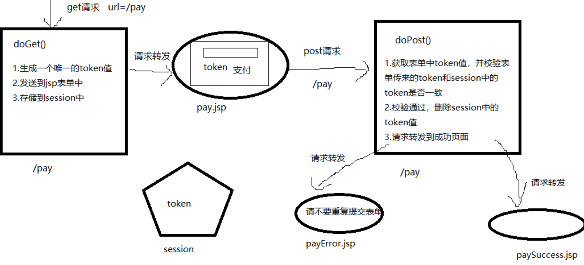 get请求 url=/pay
doGet()
1.生成一个唯一的token值
2.发送到jsp表单中
3.存储到session中
/pay
请求转发
token 支付
pay.jsp
post请求
/pay
doPost()
1.获取表单中token值，并校验表
单传来的token和session中的
token是否一致
2.校验通过，删除session中的
token值
3.请求转发到成功页面
/pay
请求转发
请求转发
token
session
请不要重复提交表单
payError.jsp
paySuccess.jsp